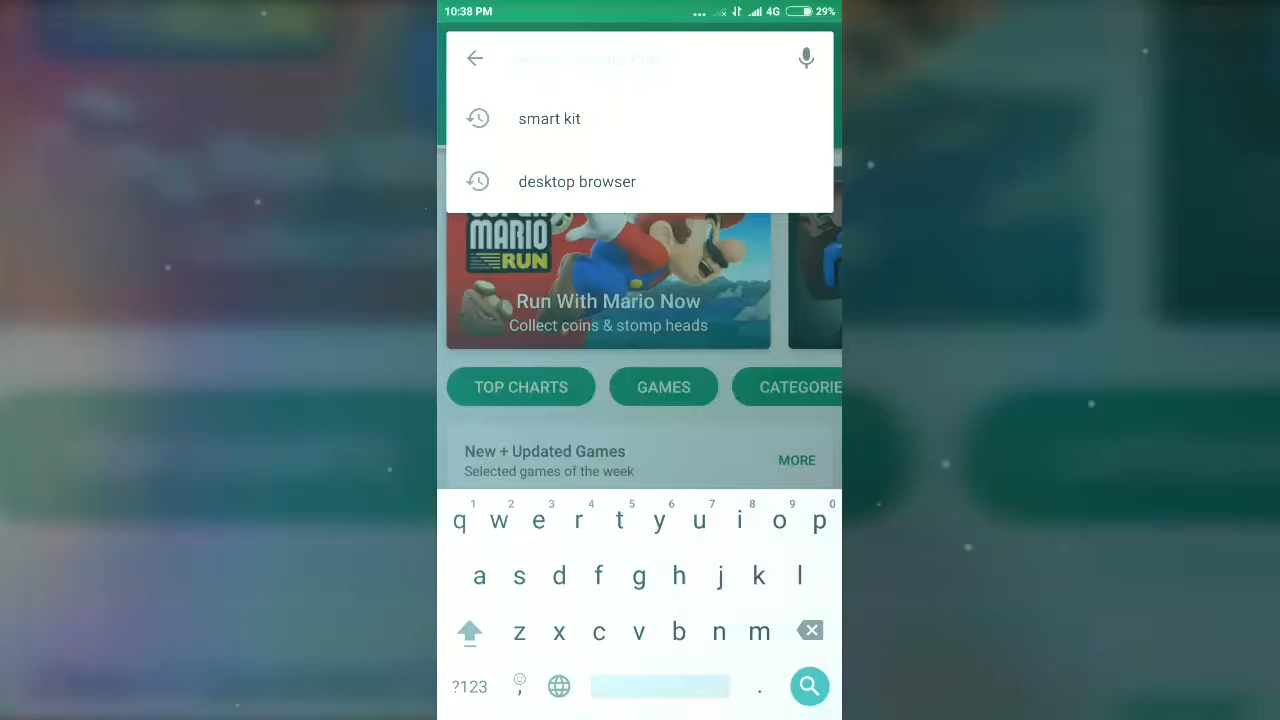 10:38 PM
4G
29%
smart kit
desktop browser
SUPER
MARIO
RUN
Run With Mario Now
Collect coins & stomp heads
TOP CHARTS
GAMES
CATEGORIE
New + Updated Games
Selected games of the week
MORE
1 2 3 4 5 6 7 8 9 0
q w e r t y u i o p
a s d f g h j k l
z x c v b n m
?123 , .